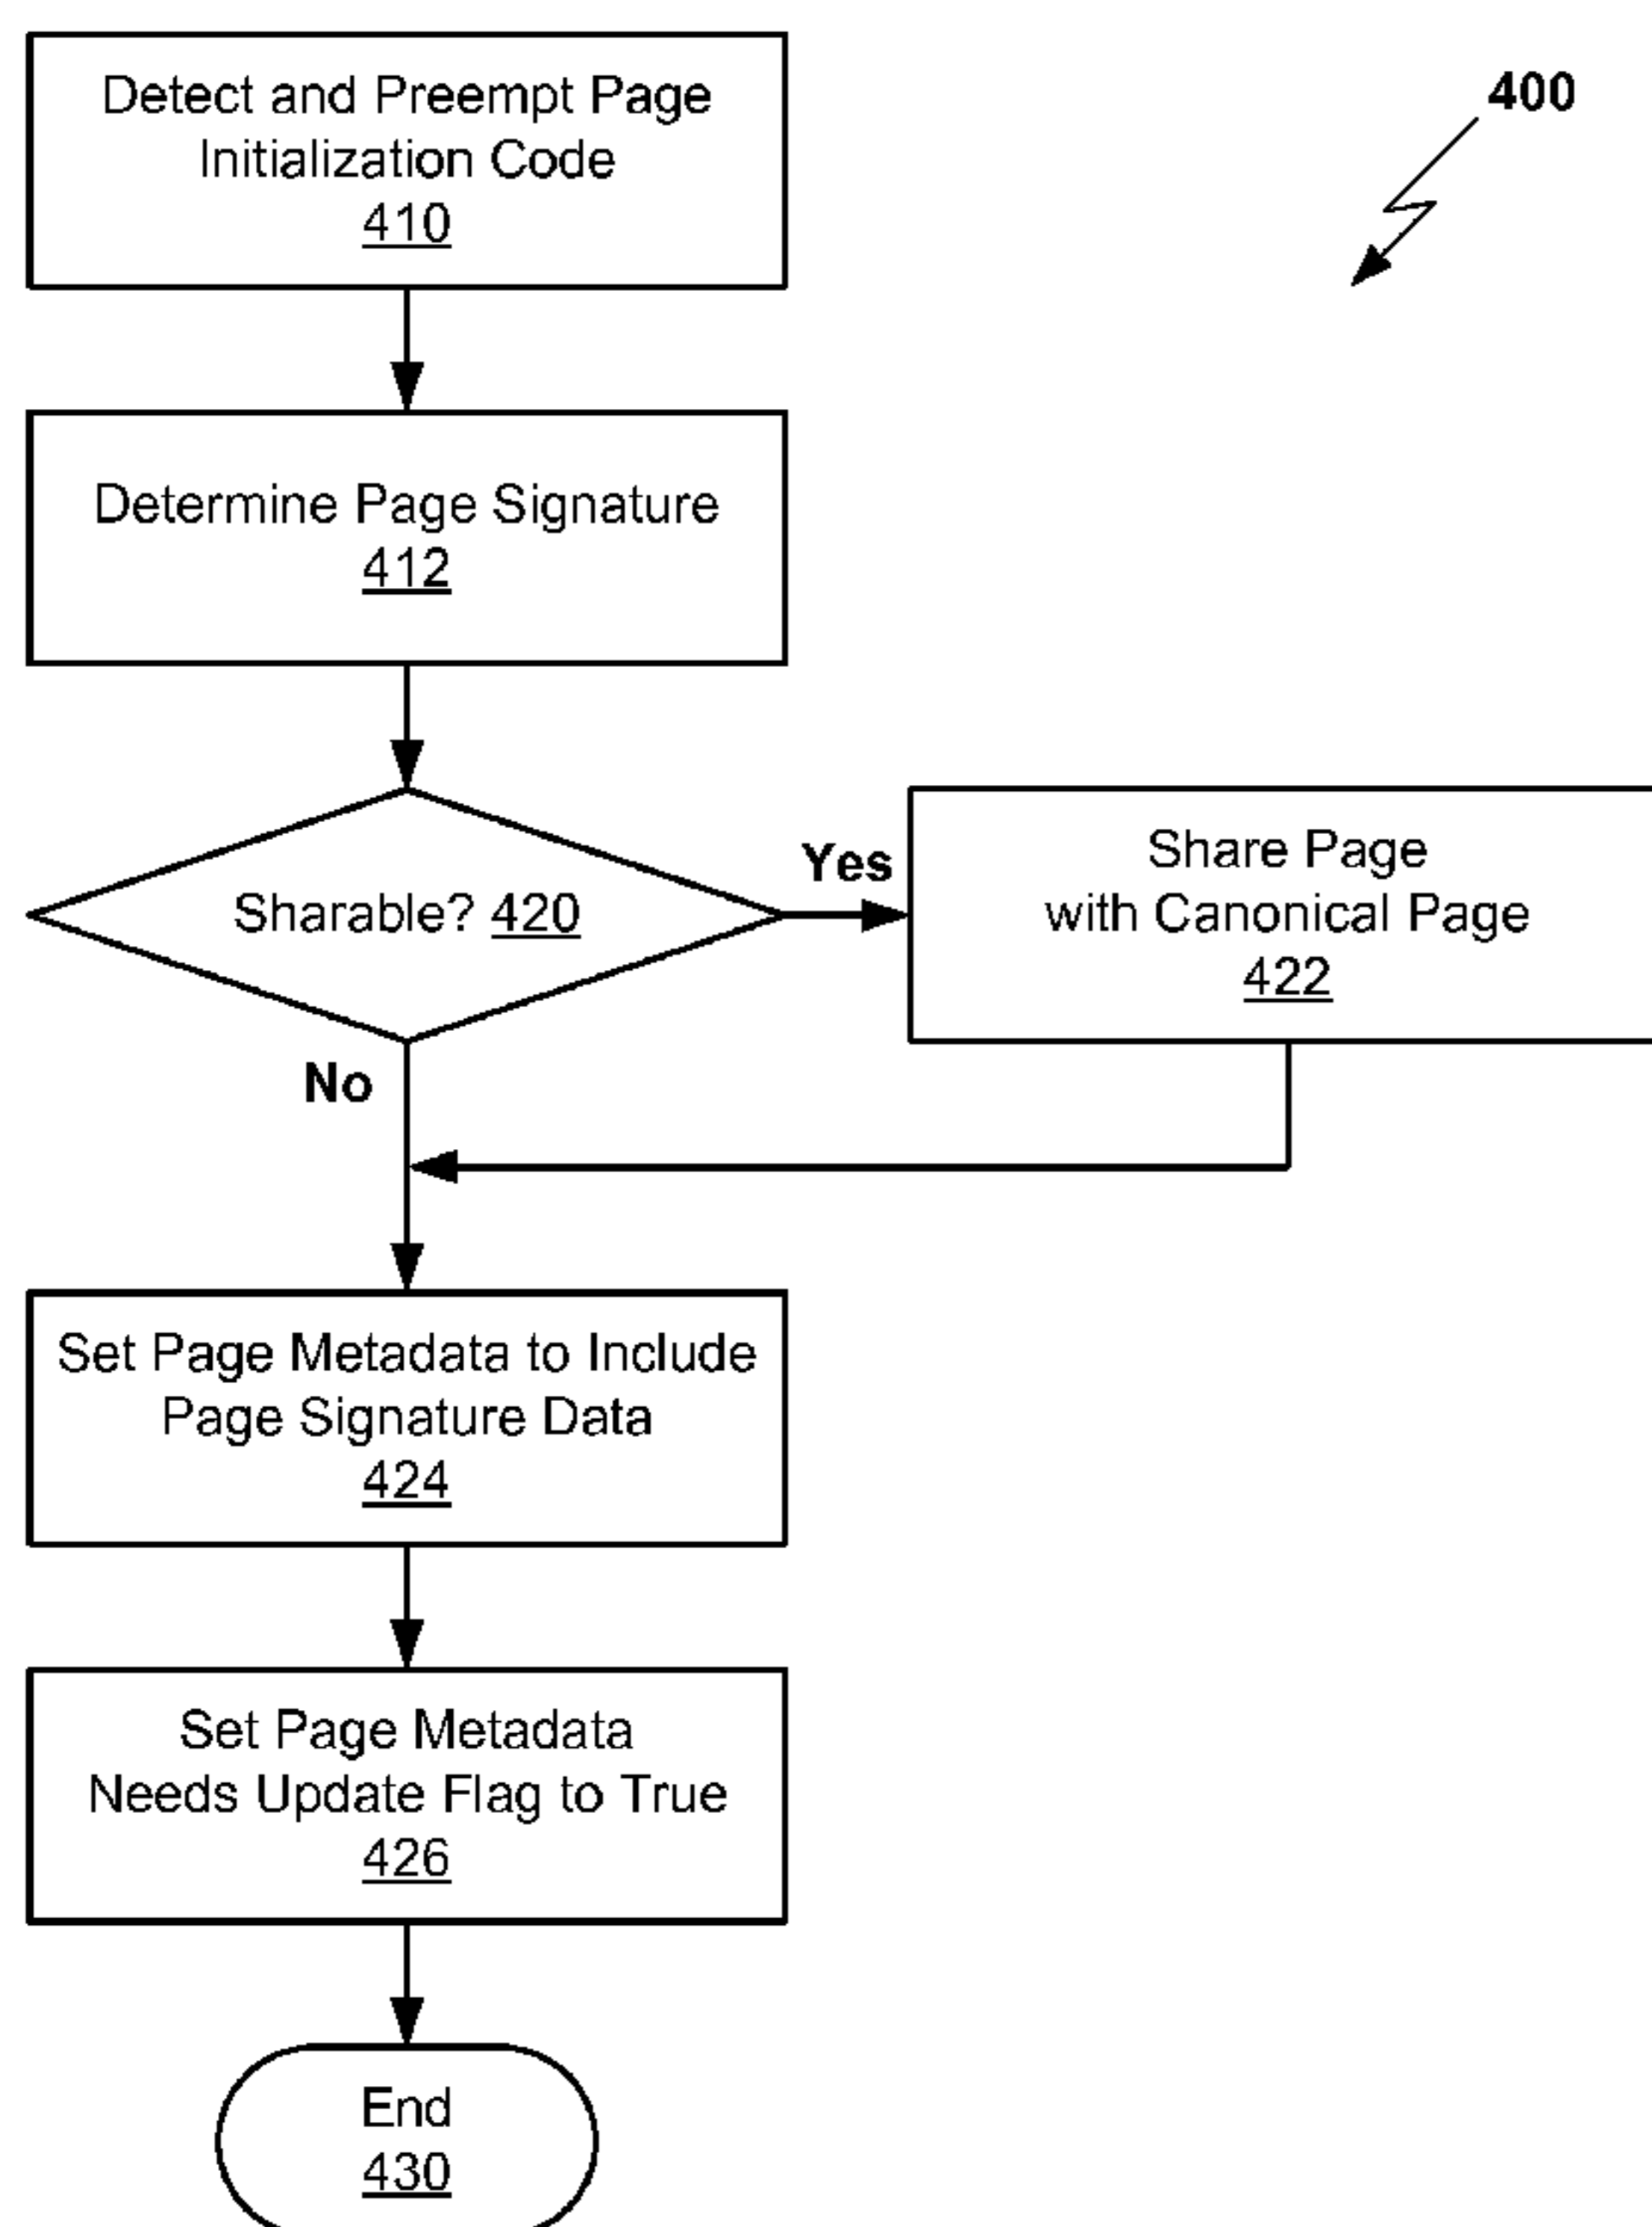 Detect and Preempt Page
Initialization Code
410
400
Determine Page Signature
412
Sharable? 420
Yes
Share Page
with Canonical Page
422
No
Set Page Metadata to Include
Page Signature Data
424
Set Page Metadata
Needs Update Flag to True
426
End
430